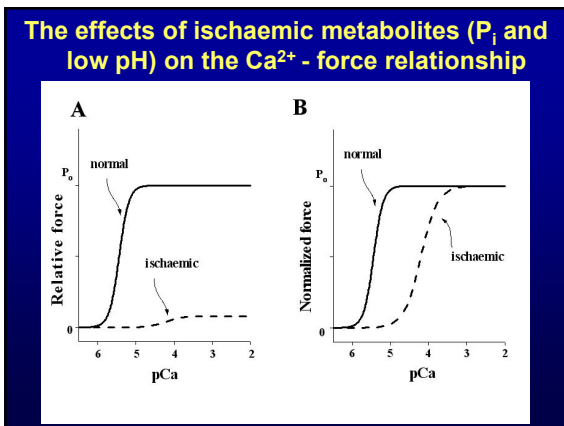 The effects of ischaemic metabolites (Pi and
low pH) on the Ca2+ - force relationship
A
Relative force
Po
0
normal
ischaemic
6 5 4 3 2
pCa
B
Normalized force
Po
0
normal
ischaemic
6 5 4 3 2
pCa